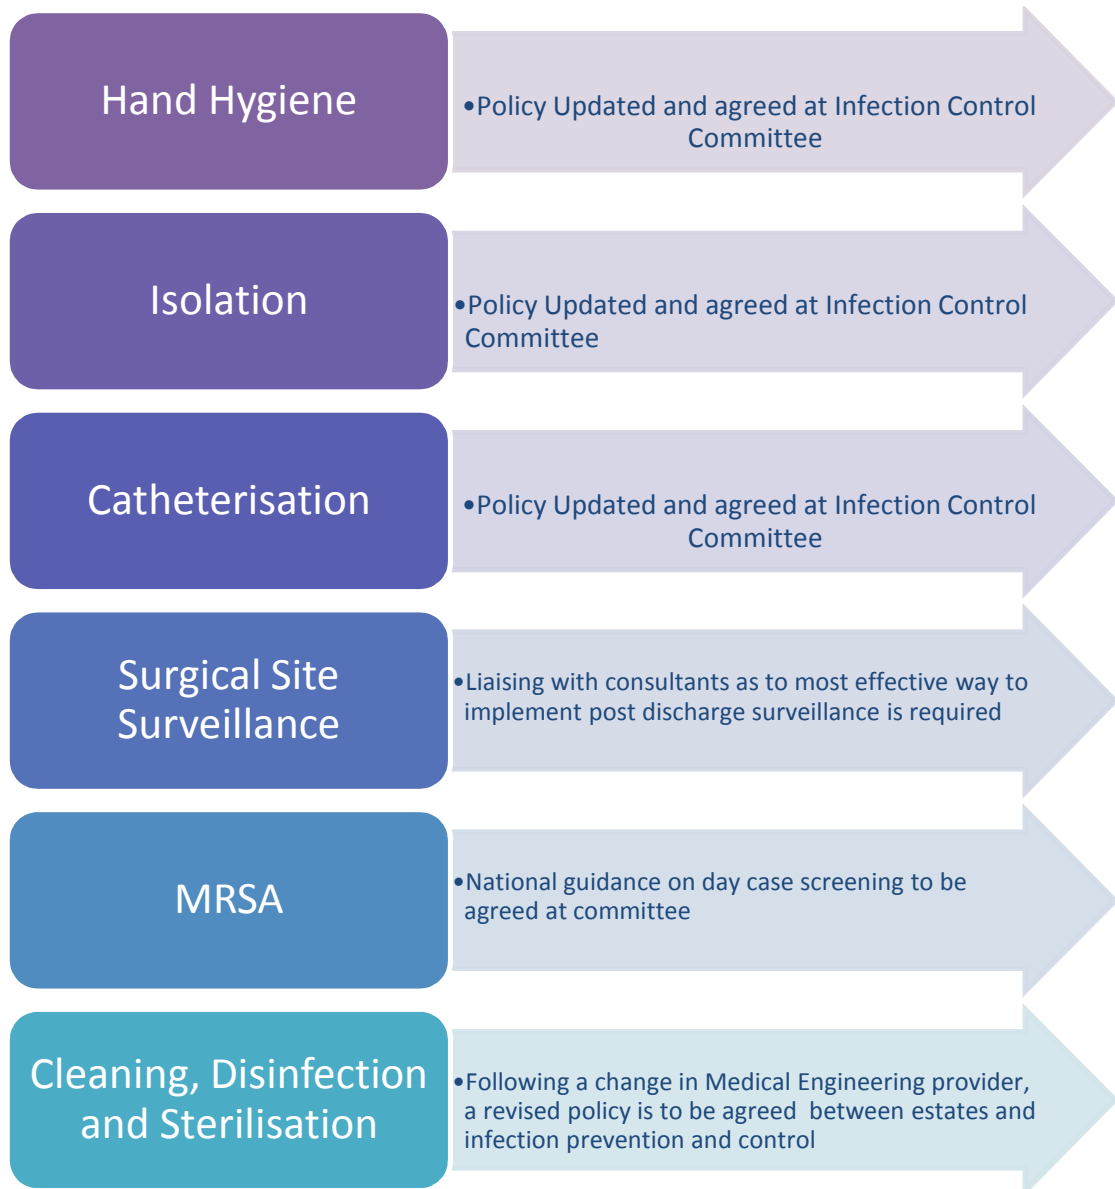 Hand Hygiene
•Policy Updated and agreed at Infection Control
Committee
Isolation
•Policy Updated and agreed at Infection Control
Committee
Catheterisation
•Policy Updated and agreed at Infection Control
Committee
Surgical Site
Surveillance
•Liaising with consultants as to most effective way to
implement post discharge surveillance is required
MRSA
•National guidance on day case screening to be
agreed at committee
Cleaning, Disinfection
and Sterilisation
•Following a change in Medical Engineering provider,
a revised policy is to be agreed between estates and
infection prevention and control